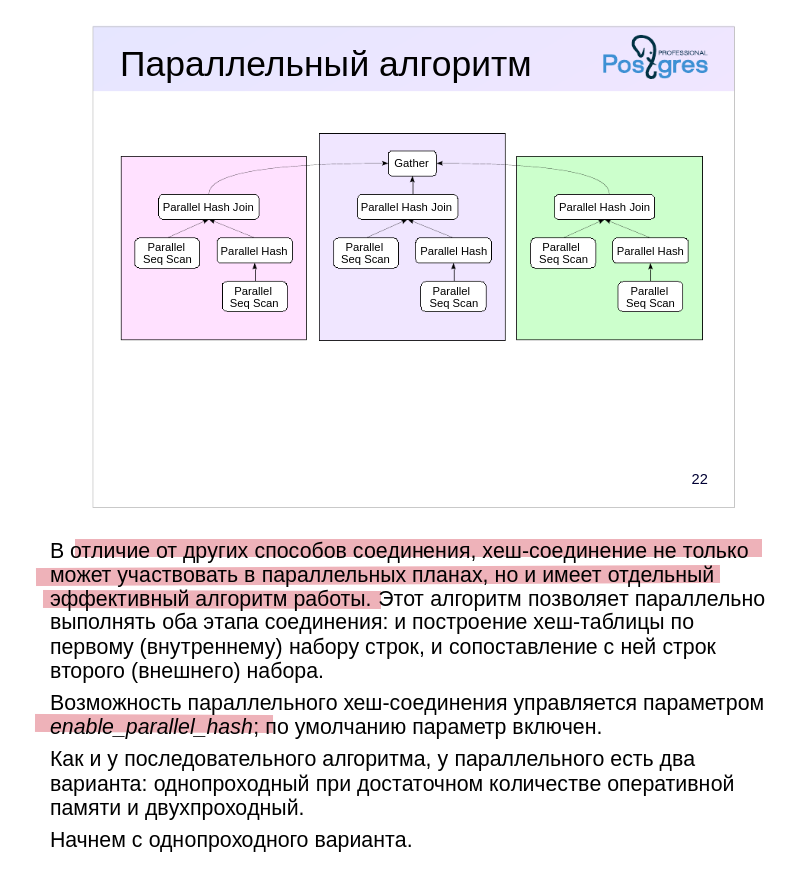 Параллельный алгоритм
PROFESSIONAL
Postgres
Gather
Parallel Hash Join
Parallel Hash Join
Parallel Hash Join
Parallel
Seq Scan
Parallel Hash
Parallel
Seq Scan
Parallel Hash
Parallel
Seq Scan
Parallel Hash
Parallel
Seq Scan
Parallel
Seq Scan
Parallel
Seq Scan
22
В отличие от других способов соединения, хеш-соединение не только
может участвовать в параллельных планах, но и имеет отдельный
эффективный алгоритм работы. Этот алгоритм позволяет параллельно
выполнять оба этапа соединения: и построение хеш-таблицы по
первому (внутреннему) набору строк, и сопоставление с ней строк
второго (внешнего) набора.
Возможность параллельного хеш-соединения управляется параметром
enable_parallel_hash; по умолчанию параметр включен.
Как и у последовательного алгоритма, у параллельного есть два
варианта: однопроходный при достаточном количестве оперативной
памяти и двухпроходный.
Начнем с однопроходного варианта.